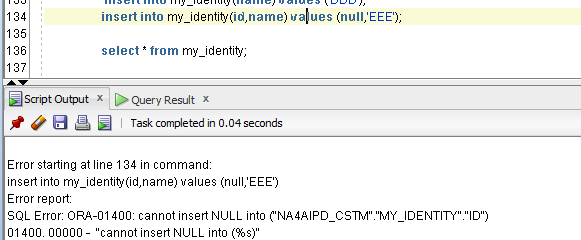 133 insert into my_identity(name) values ('DDD');
134 insert into my_identity(id,name) values (null,'EEE');
135
136 select * from my_identity;
137
Script Output x Query Result x
Task completed in 0.04 seconds
Error starting at line 134 in command:
insert into my_identity(id,name) values (null,'EEE')
Error report:
SQL Error: ORA-01400: cannot insert NULL into ("NA4AIPD_CSTM"."MY_IDENTITY"."ID")
01400. 00000 - "cannot insert NULL into (%s)"